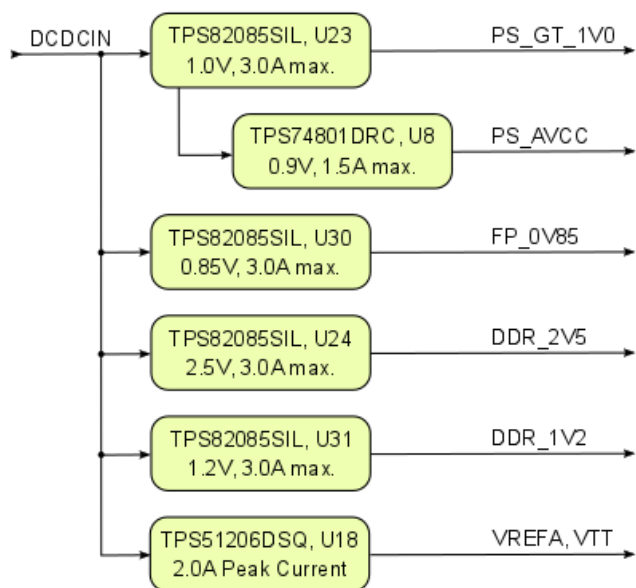 DCDCIN
TPS82085SIL, U23
1.0V, 3.0A max.
PS_GT_1V0
TPS74801DRC, U8
0.9V, 1.5A max.
PS_AVCC
TPS82085SIL, U30
0.85V, 3.0A max.
FP_0V85
TPS82085SIL, U24
2.5V, 3.0A max.
DDR_2V5
TPS82085SIL, U31
1.2V, 3.0A max.
DDR_1V2
TPS51206DSQ, U18
2.0A Peak Current
VREFA, VTT